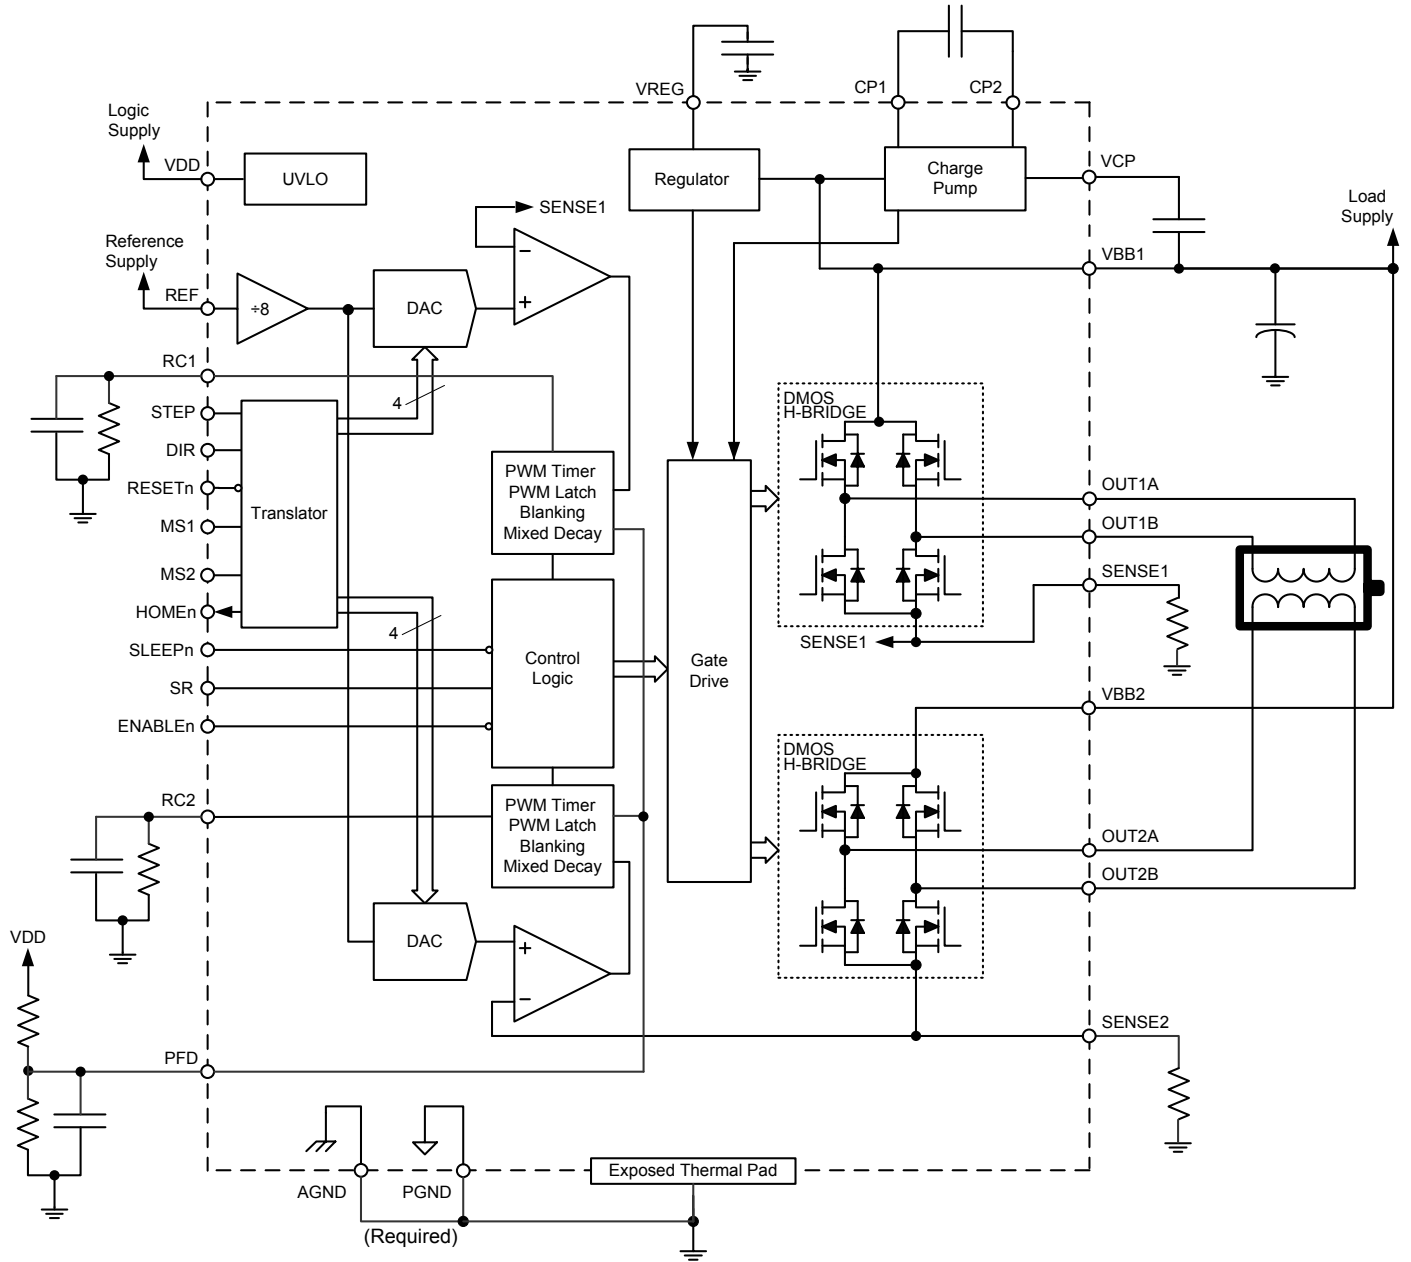 VREG
CP1
CP2
Logic
Supply
VDD
UVLO
Regulator
Charge
Pump
VCP
Load
Supply
SENSE1
Reference
Supply
REF
÷8
DAC
−
+
VBB1
RC1
STEP
DIR
RESETn
MS1
MS2
HOMEn
SLEEPn
SR
ENABLEn
Translator
4
4
PWM Timer
PWM Latch
Blanking
Mixed Decay
Control
Logic
Gate
Drive
DMOS
H-BRIDGE
OUT1A
OUT1B
SENSE1
SENSE1
VBB2
DMOS
H-BRIDGE
RC2
PWM Timer
PWM Latch
Blanking
Mixed Decay
OUT2A
OUT2B
VDD
DAC
+
−
SENSE2
PFD
AGND
PGND
Exposed Thermal Pad
(Required)